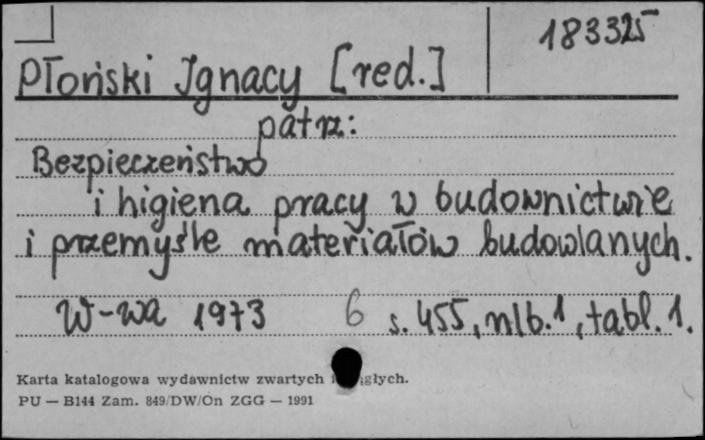 183325
Płoński Ignacy [red.]
patrz:
Bezpieczeństwo
i higiena pracy w budownictwie
i przemyśle materiałów budowlanych.
W-wa 1973 6 s. 455, nlb. 1, tabl. 1.
Karta katalogowa wydawnictw zwartych
PU — B144 Zam. 849/DW/On ZGG — 1991